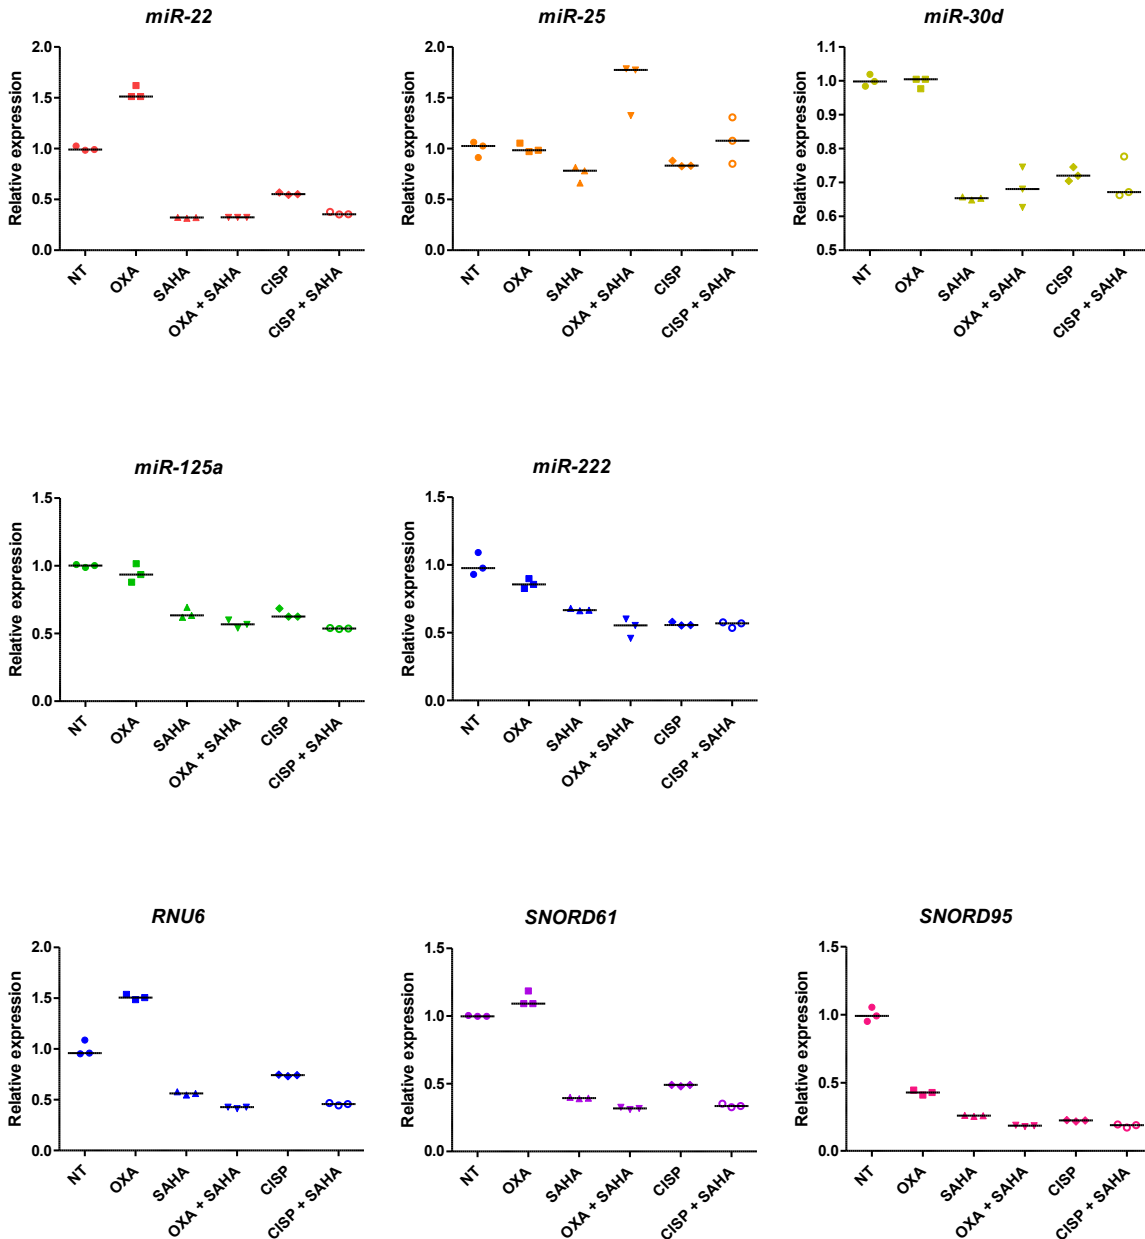 miR-22
Relative expression
2.0
1.5
1.0
0.5
0.0
NT
OXA
SAHA
OXA + SAHA
CISP
CISP + SAHA
miR-25
Relative expression
2.0
1.5
1.0
0.5
0.0
NT
OXA
SAHA
OXA + SAHA
CISP
CISP + SAHA
miR-30d
Relative expression
1.1
1.0
0.9
0.8
0.7
0.6
0.5
NT
OXA
SAHA
OXA + SAHA
CISP
CISP + SAHA
miR-125a
Relative expression
1.5
1.0
0.5
0.0
NT
OXA
SAHA
OXA + SAHA
CISP
CISP + SAHA
miR-222
Relative expression
1.5
1.0
0.5
0.0
NT
OXA
SAHA
OXA + SAHA
CISP
CISP + SAHA
RNU6
Relative expression
2.0
1.5
1.0
0.5
0.0
NT
OXA
SAHA
OXA + SAHA
CISP
CISP + SAHA
SNORD61
Relative expression
1.5
1.0
0.5
0.0
NT
OXA
SAHA
OXA + SAHA
CISP
CISP + SAHA
SNORD95
Relative expression
1.5
1.0
0.5
0.0
NT
OXA
SAHA
OXA + SAHA
CISP
CISP + SAHA